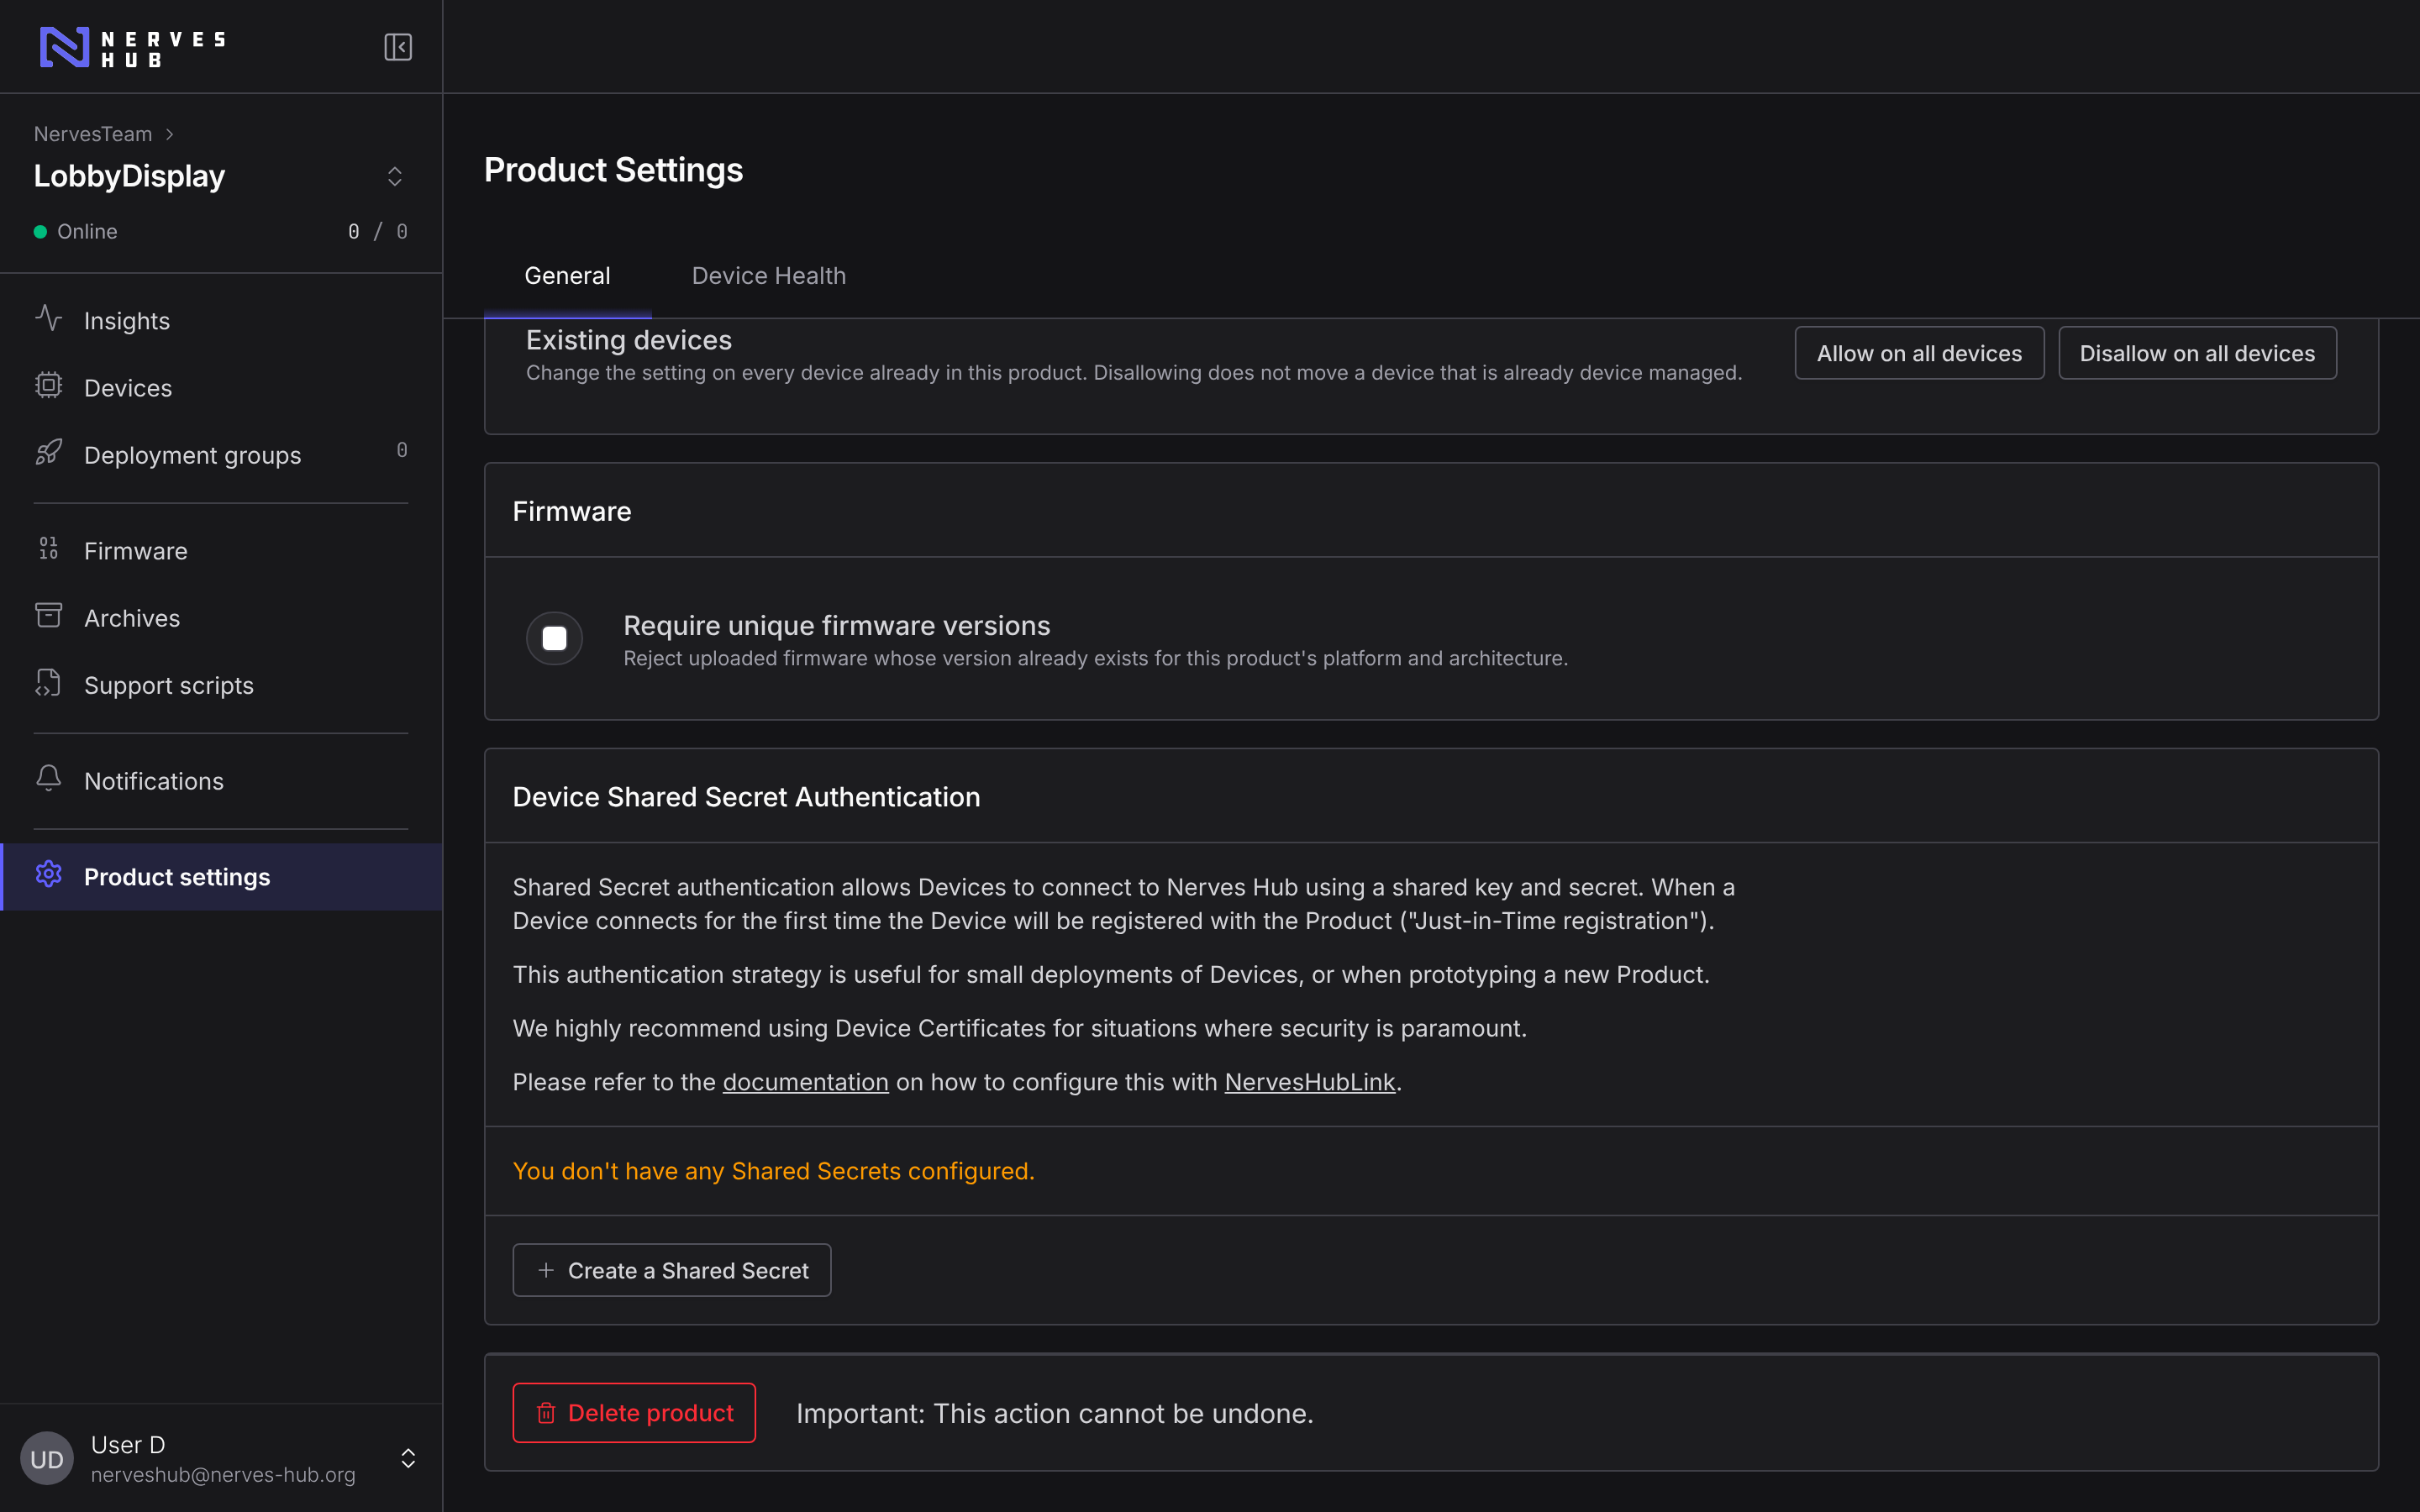 NERVES
HUB
NervesTeam
LobbyDisplay
Online
0 / 0
Insights
Devices
Deployment groups
0
Firmware
Archives
Support scripts
Notifications
Product settings
UD
User D
nerveshub@nerves-hub.org
Product Settings
General
Device Health
Existing devices
Change the setting on every device already in this product. Disallowing does not move a device that is already device managed.
Allow on all devices
Disallow on all devices
Firmware
Require unique firmware versions
Reject uploaded firmware whose version already exists for this product's platform and architecture.
Device Shared Secret Authentication
Shared Secret authentication allows Devices to connect to Nerves Hub using a shared key and secret. When a
Device connects for the first time the Device will be registered with the Product ("Just-in-Time registration").
This authentication strategy is useful for small deployments of Devices, or when prototyping a new Product.
We highly recommend using Device Certificates for situations where security is paramount.
Please refer to the documentation on how to configure this with NervesHubLink.
You don't have any Shared Secrets configured.
Create a Shared Secret
Delete product
Important: This action cannot be undone.